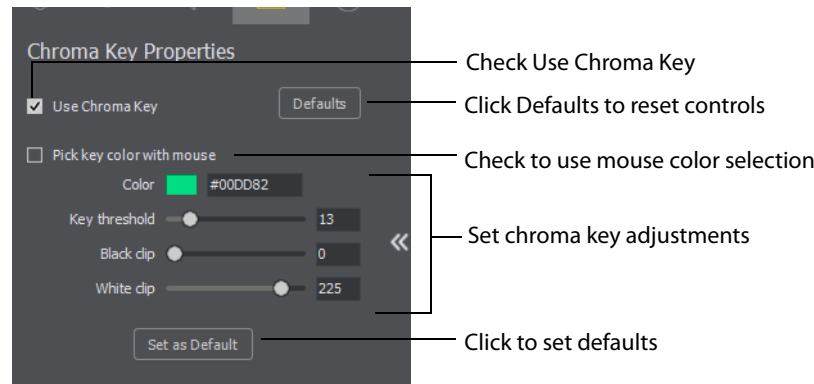 Chroma Key Properties
Check Use Chroma Key
Use Chroma Key
Defaults
Click Defaults to reset controls
Pick key color with mouse
Check to use mouse color selection
Color
#00DD82
Key threshold
13
Set chroma key adjustments
Black clip
0
White clip
225
Set as Default
Click to set defaults